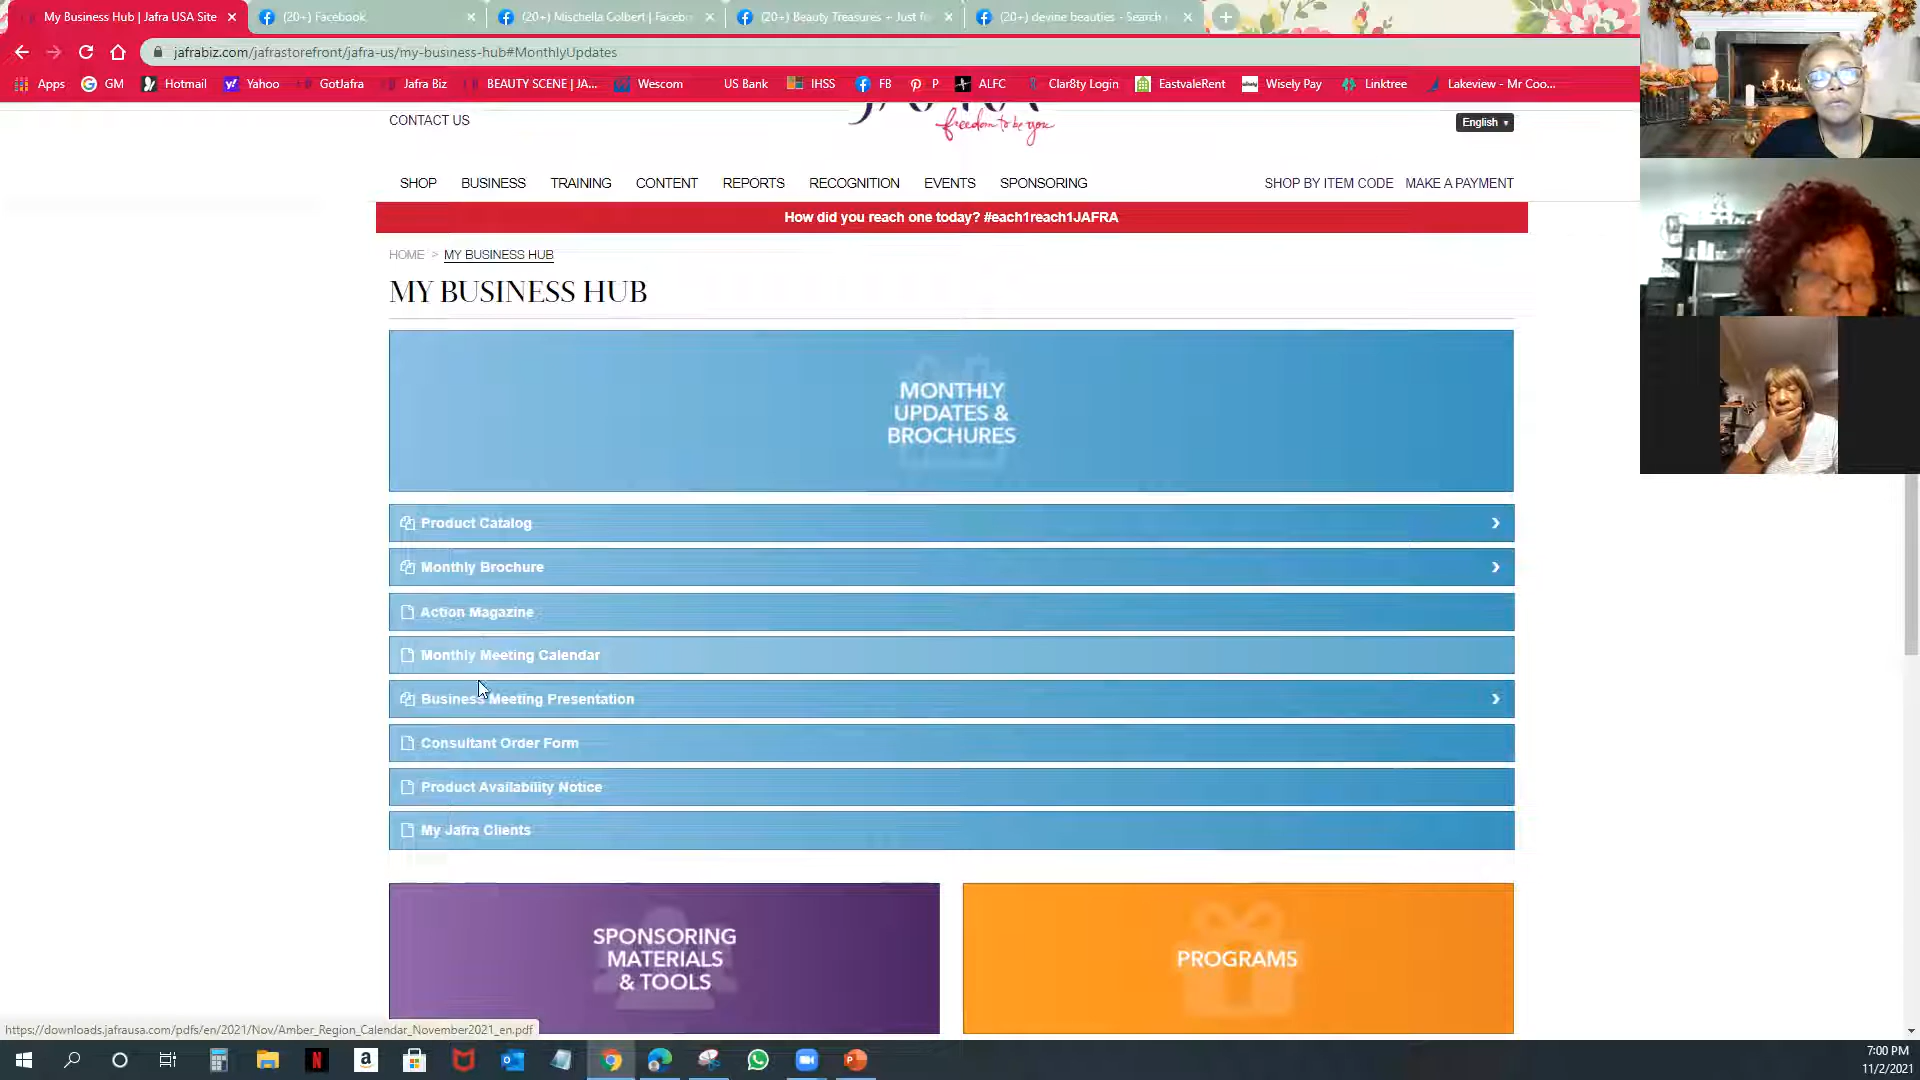 My Business Hub | Jafra USA Site
(20+) Facebook
(20+) Mischella Colbert | Facebo
(20+) Beauty Treasures + Just f
(20+) devine beauties - Search
jafrabiz.com/jafrastorefront/jafra-us/my-business-hub#MonthlyUpdates
Apps GM Hotmail Yahoo GotJafra Jafra Biz BEAUTY SCENE | JA... Wescom US Bank IHSS FB P ALFC Clar8ty Login EastvaleRent Wisely Pay Linktree Lakeview - Mr Coo...
CONTACT US
freedom to be you
English
SHOP BUSINESS TRAINING CONTENT REPORTS RECOGNITION EVENTS SPONSORING SHOP BY ITEM CODE MAKE A PAYMENT
How did you reach one today? #each1reach1JAFRA
HOME > MY BUSINESS HUB
MY BUSINESS HUB
MONTHLY
UPDATES &
BROCHURES
Product Catalog
Monthly Brochure
Action Magazine
Monthly Meeting Calendar
Business Meeting Presentation
Consultant Order Form
Product Availability Notice
My Jafra Clients
SPONSORING
MATERIALS
& TOOLS
PROGRAMS
https://downloads.jafrausa.com/pdfs/en/2021/Nov/Amber_Region_Calendar_November2021_en.pdf
7:00 PM
11/2/2021